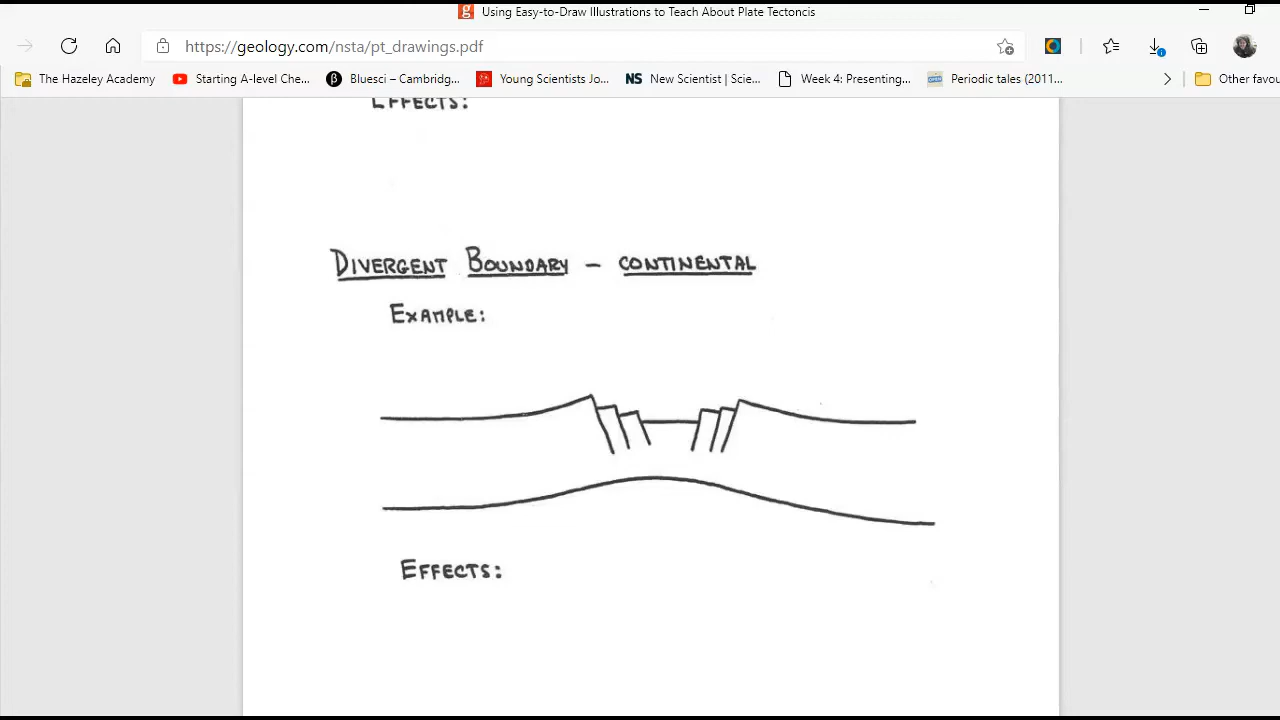 Using Easy-to-Draw Illustrations to Teach About Plate Tectoncis
https://geology.com/nsta/pt_drawings.pdf
The Hazeley Academy
Starting A-level Che...
Bluesci – Cambridg...
Young Scientists Jo...
NS New Scientist | Scie...
Week 4: Presenting...
Periodic tales (2011...
Other favou
EFFECTS:
DIVERGENT BOUNDARY – CONTINENTAL
EXAMPLE:
EFFECTS: